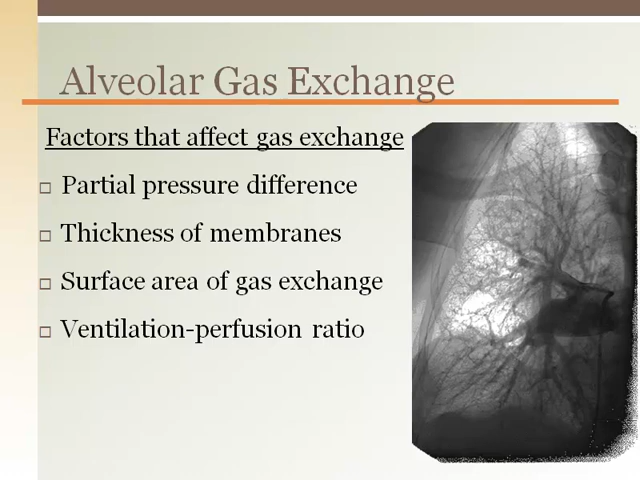 Alveolar Gas Exchange
Factors that affect gas exchange
Partial pressure difference
Thickness of membranes
Surface area of gas exchange
Ventilation-perfusion ratio